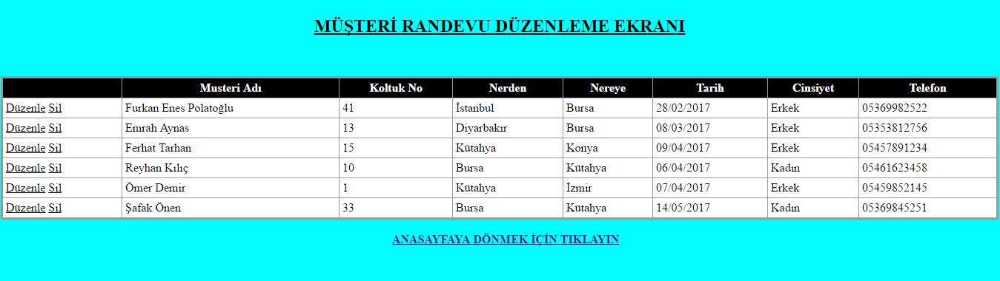 MÜŞTERİ RANDEVU DÜZENLEME EKRANI
Musteri Adı Koltuk No Nerden Nereye Tarih Cinsiyet Telefon
Düzenle Sil Furkan Enes Polatoğlu 41 İstanbul Bursa 28/02/2017 Erkek 05369982522
Düzenle Sil Emrah Aynas 13 Diyarbakır Bursa 08/03/2017 Erkek 05353812756
Düzenle Sil Ferhat Tarhan 15 Kütahya Konya 09/04/2017 Erkek 05457891234
Düzenle Sil Reyhan Kılıç 10 Bursa Kütahya 06/04/2017 Kadın 05461623458
Düzenle Sil Ömer Demir 1 Kütahya İzmir 07/04/2017 Erkek 05459852145
Düzenle Sil Şafak Önen 33 Bursa Kütahya 14/05/2017 Kadın 05369845251
ANASAYFAYA DÖNMEK İÇİN TIKLAYIN